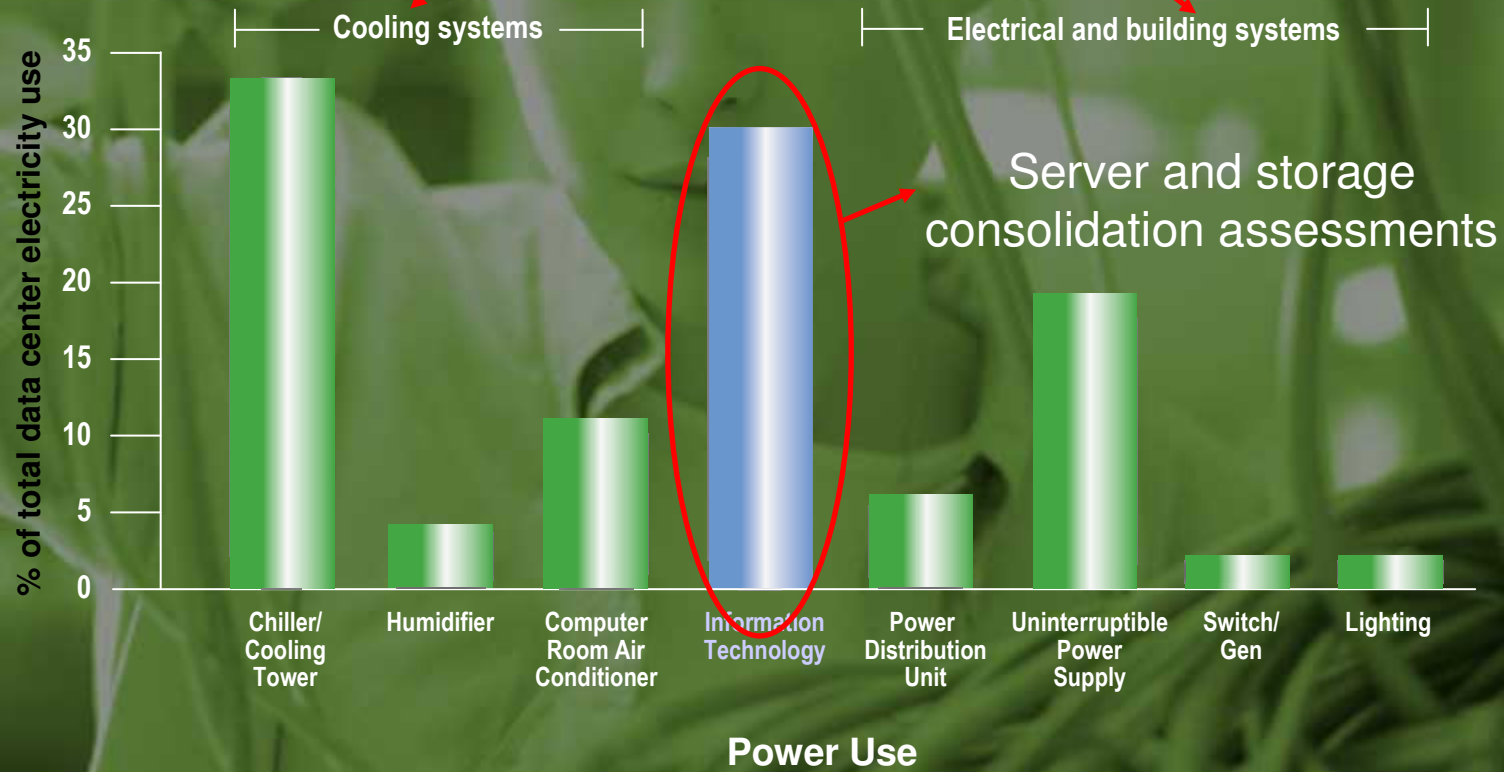 Cooling systems
Electrical and building systems
% of total data center electricity use
35
30
25
20
15
10
5
0
Server and storage
consolidation assessments
Chiller/
Cooling
Tower
Humidifier
Computer
Room Air
Conditioner
Information
Technology
Power
Distribution
Unit
Uninterruptible
Power
Supply
Switch/
Gen
Lighting
Power Use